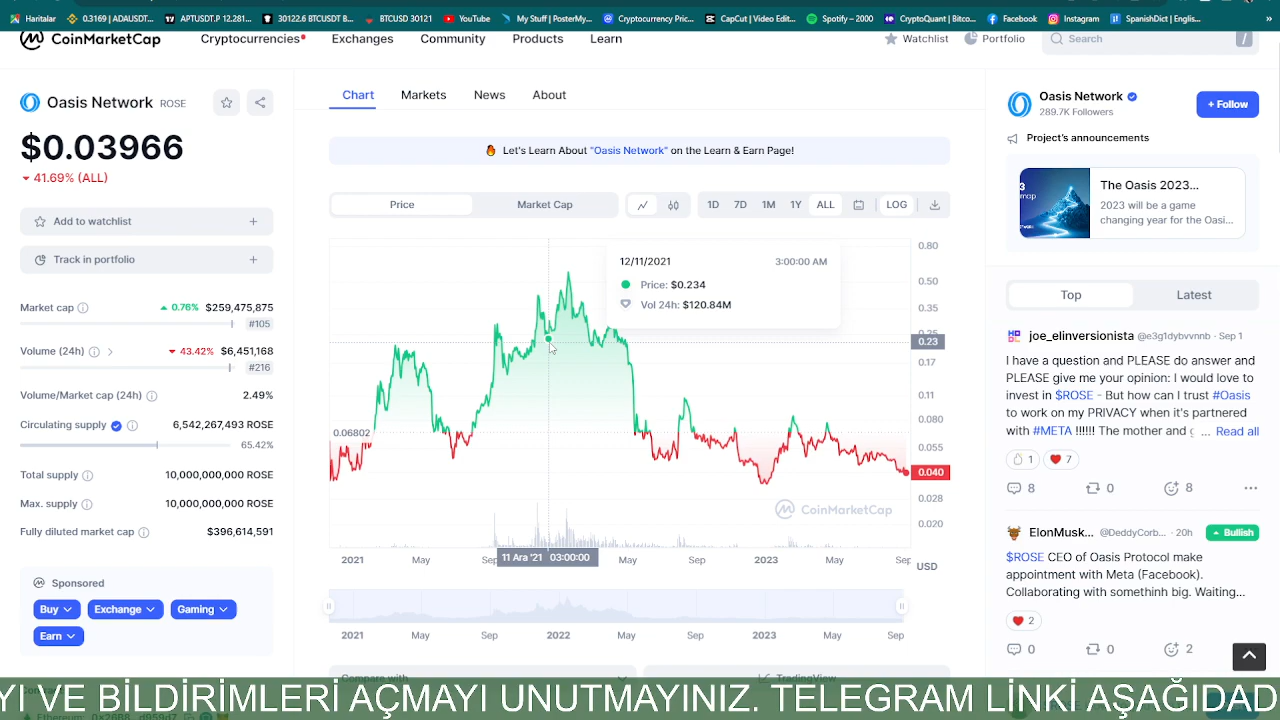 Haritalar
0.3169 | ADAUSDT...
APTUSDT.P 12.281...
30122.6 BTCUSDT B...
BTCUSD 30121
YouTube
My Stuff | PosterMy...
Cryptocurrency Pric...
CapCut | Video Edit...
Spotify – 2000
CryptoQuant | Bitco...
Facebook
Instagram
SpanishDict | Englis...
CoinMarketCap
Cryptocurrencies
Exchanges
Community
Products
Learn
Watchlist
Portfolio
Search
/
Oasis Network ROSE
$0.03966
41.69% (ALL)
Add to watchlist +
Track in portfolio +
Market cap 0.76% $259,475,875
#105
Volume (24h) 43.42% $6,451,168
#216
Volume/Market cap (24h) 2.49%
Circulating supply 6,542,267,493 ROSE
65.42%
Total supply 10,000,000,000 ROSE
Max. supply 10,000,000,000 ROSE
Fully diluted market cap $396,614,591
Sponsored
Buy
Exchange
Gaming
Earn
Chart
Markets
News
About
Let's Learn About "Oasis Network" on the Learn & Earn Page!
Price
Market Cap
1D
7D
1M
1Y
ALL
LOG
12/11/2021 3:00:00 AM
Price: $0.234
Vol 24h: $120.84M
0.80
0.50
0.35
0.23
0.17
0.11
0.080
0.055
0.040
0.028
0.020
0.06802
CoinMarketCap
2021
May
Sep
11 Ara '21 03:00:00
May
Sep
2023
May
Sep
USD
2021
May
Sep
2022
May
Sep
2023
May
Sep
Compare with
TradingView
Oasis Network
289.7K Followers
+ Follow
Project's announcements
The Oasis 2023...
2023 will be a game
changing year for the Oasi...
Top
Latest
joe_elinversionista @e3g1dybvvnnb · Sep 1
I have a question and PLEASE do answer and
PLEASE give me your opinion: I would love to
invest in $ROSE - But how can I trust #Oasis
to work on my PRIVACY when it's partnered
with #META !!!!!! The mother and ... Read all
1
7
8
0
8
ElonMusk... @DeddyCorb... · 20h Bullish
$ROSE CEO of Oasis Protocol make
appointment with Meta (Facebook).
Collaborating with somethinh big. Waiting...
2
0
0
2
YI VE BİLDİRİMLERİ AÇMAYI UNUTMAYINIZ. TELEGRAM LİNKİ AŞAĞIDAD